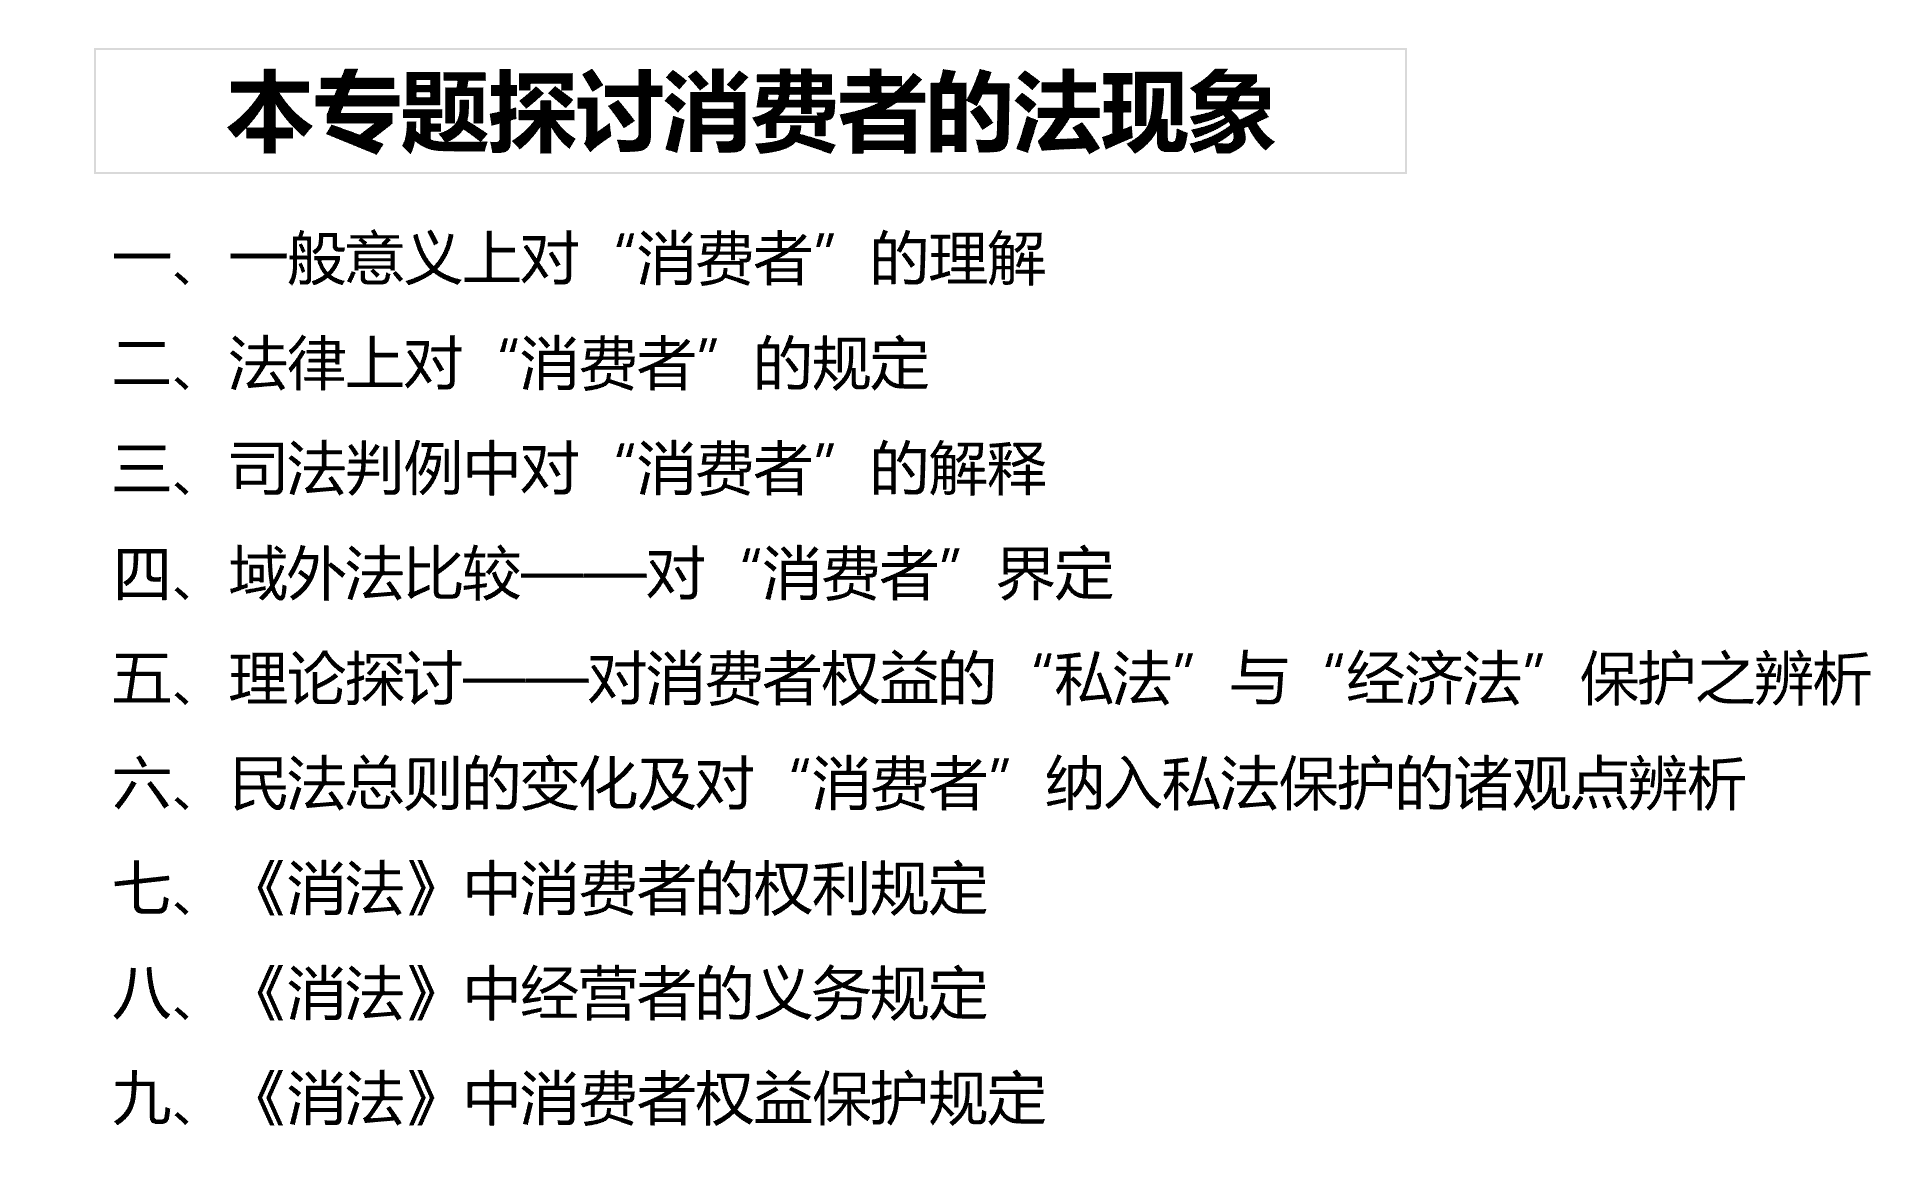 本专题探讨消费者的法现象
一、一般意义上对“消费者”的理解
二、法律上对“消费者”的规定
三、司法判例中对“消费者”的解释
四、域外法比较——对“消费者”界定
五、理论探讨——对消费者权益的“私法”与“经济法”保护之辨析
六、民法总则的变化及对“消费者”纳入私法保护的诸观点辨析
七、《消法》中消费者的权利规定
八、《消法》中经营者的义务规定
九、《消法》中消费者权益保护规定